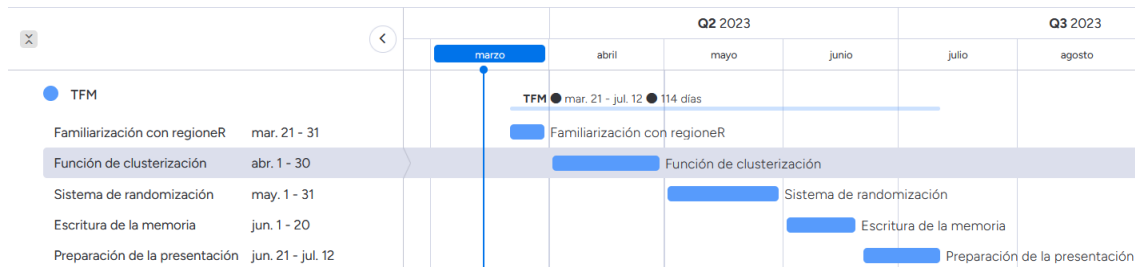 Q2 2023 Q3 2023
marzo abril mayo junio julio agosto
TFM
TFM ● mar. 21 - jul. 12 ● 114 días
Familiarización con regioneR mar. 21 - 31 Familiarización con regioneR
Función de clusterización abr. 1 - 30 Función de clusterización
Sistema de randomización may. 1 - 31 Sistema de randomización
Escritura de la memoria jun. 1 - 20 Escritura de la memoria
Preparación de la presentación jun. 21 - jul. 12 Preparación de la presentación